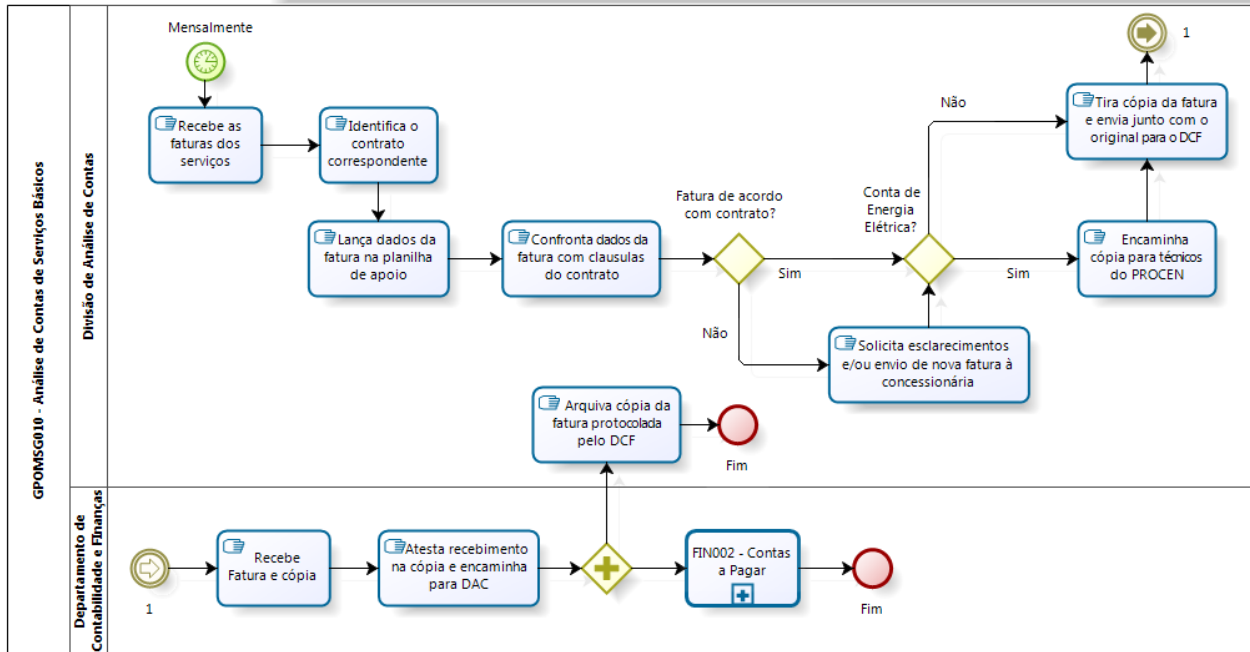 GPOMSG010 - Análise de Contas de Serviços Básicos
Divisão de Análise de Contas
Mensalmente
Recebe as
faturas dos
serviços
Identifica o
contrato
correspondente
Lança dados da
fatura na planilha
de apoio
Confronta dados da
fatura com clausulas
do contrato
Fatura de acordo
com contrato?
Sim
Não
Solicita esclarecimentos
e/ou envio de nova fatura à
concessionária
Conta de
Energia
Elétrica?
Não
Sim
Encaminha
cópia para técnicos
do PROCEN
Tira cópia da fatura
e envia junto com o
original para o DCF
1
Arquiva cópia da
fatura protocolada
pelo DCF
Fim
Departamento de
Contabilidade e FInanças
1
Recebe
Fatura e cópia
Atesta recebimento
na cópia e encaminha
para DAC
FIN002 - Contas
a Pagar
Fim